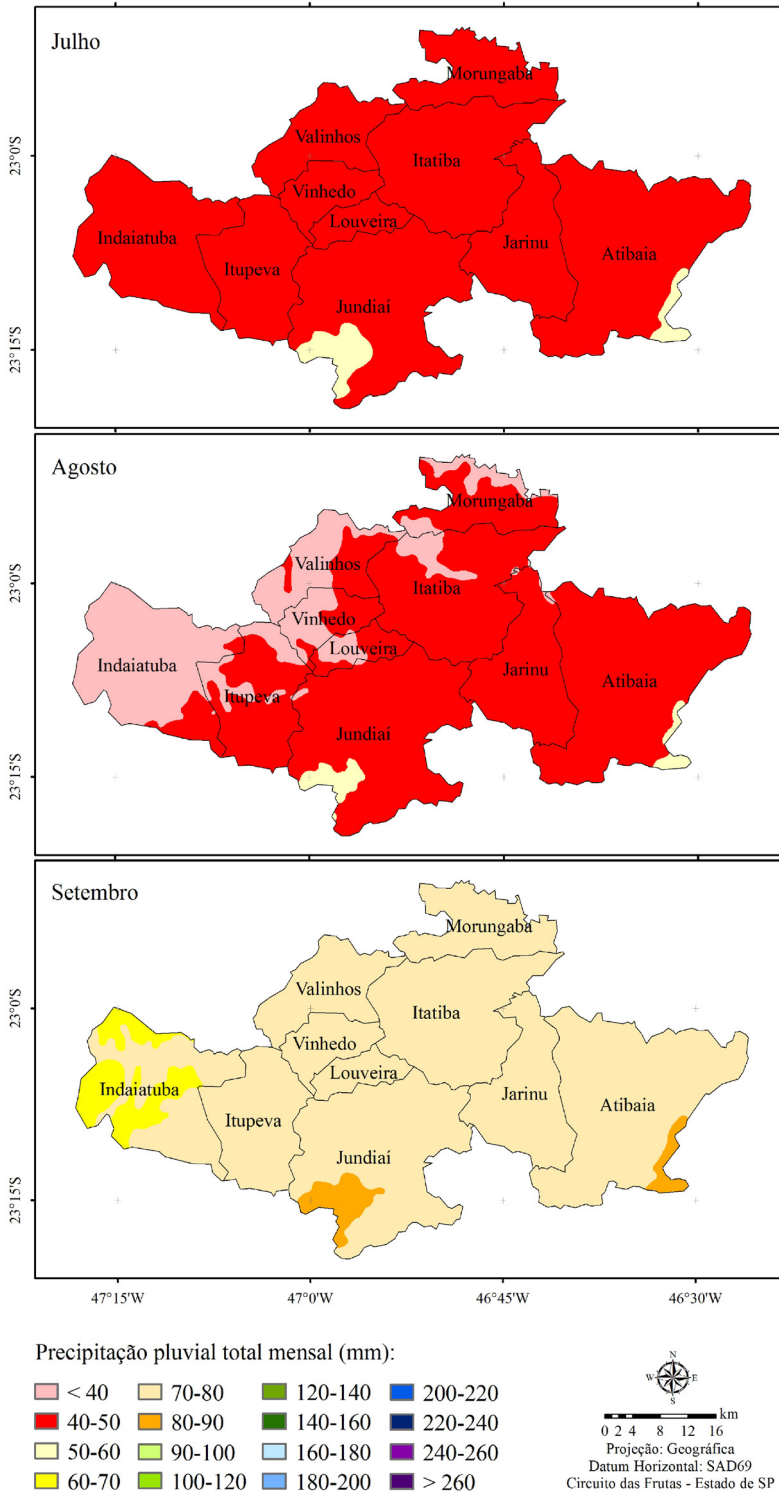 Julho
Morungaba
Valinhos
Itatiba
23°0'S
Vinhedo
Louveira
Indaiatuba
Itupeva
Jarinu
Atibaia
Jundiaí
23°15'S
Agosto
Morungaba
Valinhos
Itatiba
23°0'S
Vinhedo
Louveira
Indaiatuba
Itupeva
Jarinu
Atibaia
Jundiaí
23°15'S
Setembro
Morungaba
Valinhos
Itatiba
23°0'S
Vinhedo
Louveira
Indaiatuba
Itupeva
Jarinu
Atibaia
Jundiaí
23°15'S
47°15'W 47°0'W 46°45'W 46°30'W
Precipitação pluvial total mensal (mm):
< 40 70-80 120-140 200-220
40-50 80-90 140-160 220-240
50-60 90-100 160-180 240-260
60-70 100-120 180-200 > 260
N
W E
S
km
0 2 4 8 12 16
Projeção: Geográfica
Datum Horizontal: SAD69
Circuito das Frutas - Estado de SP